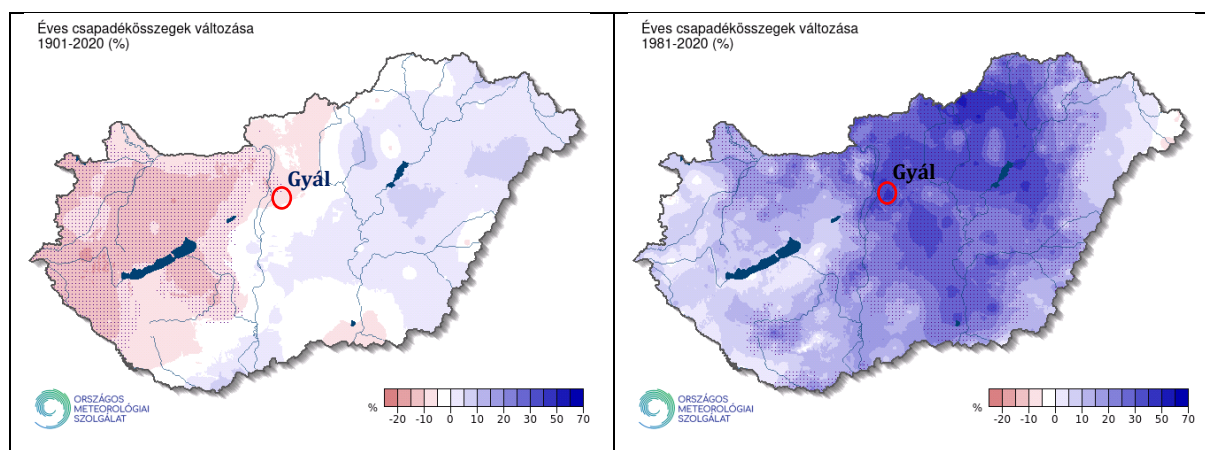 Éves csapadékösszegek változása
1901-2020 (%)
Gyál
ORSZÁGOS
METEOROLÓGIAI
SZOLGÁLAT
% -20 -10 0 10 20 30 50 70
Éves csapadékösszegek változása
1981-2020 (%)
Gyál
ORSZÁGOS
METEOROLÓGIAI
SZOLGÁLAT
% -20 -10 0 10 20 30 50 70